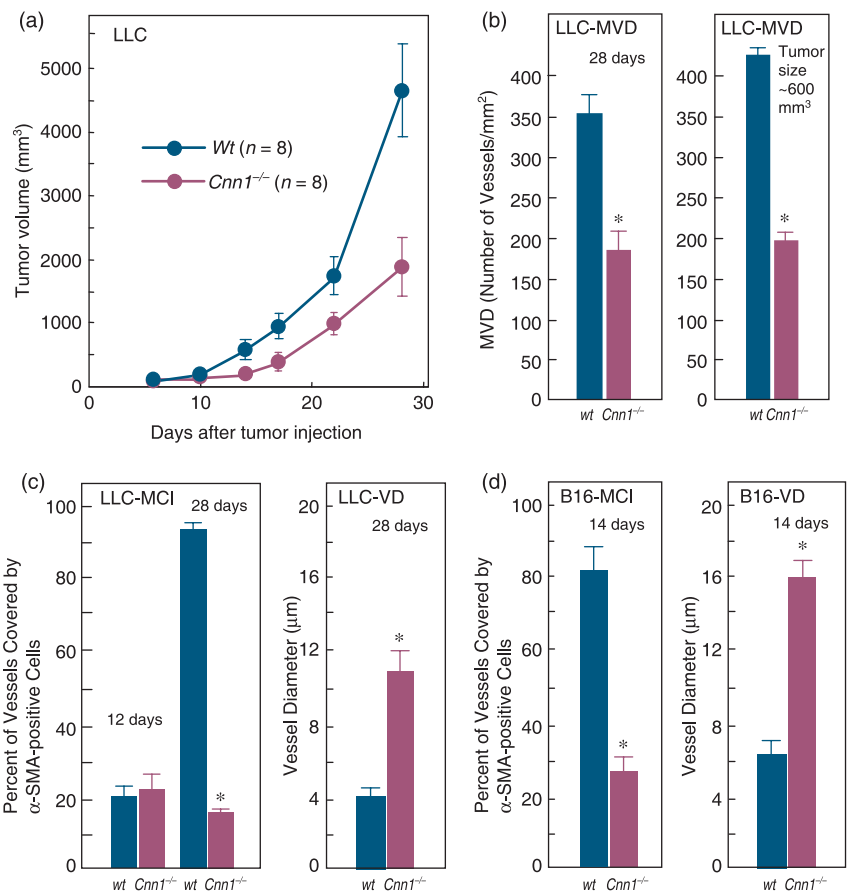 (a)
LLC
5000
4000
3000
2000
1000
0
Tumor volume (mm³)
Wt (n = 8)
Cnn1⁻/⁻ (n = 8)
0
10
20
30
Days after tumor injection
(b)
LLC-MVD
28 days
400
350
300
250
200
150
100
50
0
MVD (Number of Vessels/mm²)
*
wt Cnn1⁻/⁻
LLC-MVD
Tumor
size
~600
mm³
400
350
300
250
200
150
100
50
0
*
wt Cnn1⁻/⁻
(c)
LLC-MCI
28 days
100
80
60
40
20
0
Percent of Vessels Covered by
α-SMA-positive Cells
12 days
*
wt Cnn1⁻/⁻ wt Cnn1⁻/⁻
LLC-VD
28 days
20
16
12
8
4
0
Vessel Diameter (μm)
*
wt Cnn1⁻/⁻
(d)
B16-MCI
14 days
100
80
60
40
20
0
Percent of Vessels Covered by
α-SMA-positive Cells
*
wt Cnn1⁻/⁻
B16-VD
14 days
20
16
12
8
4
0
Vessel Diameter (μm)
*
wt Cnn1⁻/⁻